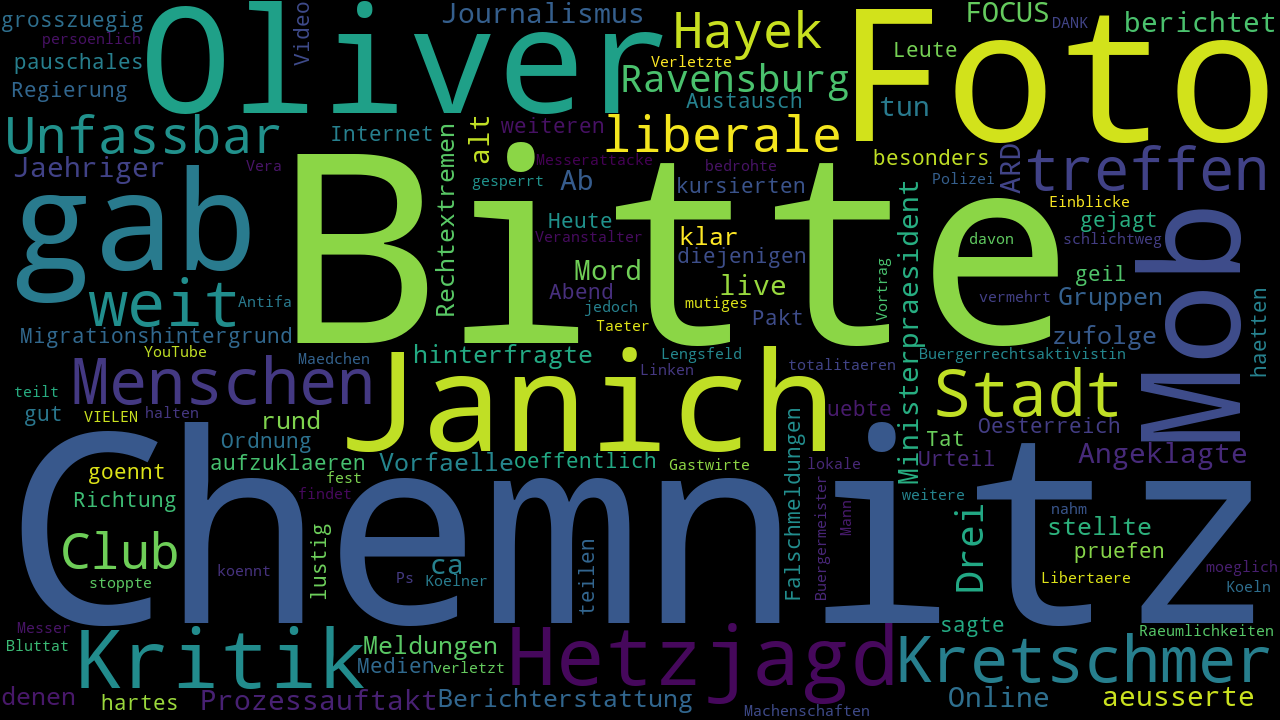 grosszuegig
persoenlich
pauschales
Regierung
Oliver
Video
Journalismus
Hayek
Verletzte
Ravensburg
Austausch
FOCUS
DANK
berichtet
Leute
tun
Foto
Unfassbar
Internet
Rechtextremen
alt
weiteren
liberale
besonders
ARD
treffen
Jaehriger
Vera
gesperrt
Messerattacke
Ab
bedrohte
kursierten
Polizei
Einblicke
gejagt
gab
Bitte
Heute
Veranstalter
klar
diejenigen
davon
schlichtweg
Mord
live
geil
weit
Antifa
Abend
jedoch
mutiges
Taeter
Pakt
Vortrag
Ministerpraesident
vermehrt
Gruppen
Mob
haetten
Migrationshintergrund
zufolge
YouTube
Maedchen
hinterfragte
Lengsfeld
Linken
totalitaeren
Buergerrechtsaktivistin
Menschen
Janich
Stadt
teilt
gut
VIELEN
halten
rund
uebte
Ordnung
Oesterreich
Tat
Urteil
Angeklagte
goennt
aufzuklaeren
Vorfaelle
oeffentlich
Gastwirte
lokale
fest
findet
Richtung
weitere
Chemnitz
Falschmeldungen
Buergermeister
Mann
nahm
Drei
stellte
Club
lustig
pruefen
stoppte
koennt
ca
Ps
Koelner
teilen
Libertaere
moeglich
Koeln
Messer
Bluttat
Kritik
Meldungen
Medien
verletzt
Hetzjagd
sagte
Kretschmer
Raeumlichkeiten
denen
hartes
Prozessauftakt
Berichterstattung
Machenschaften
Online
aeusserte